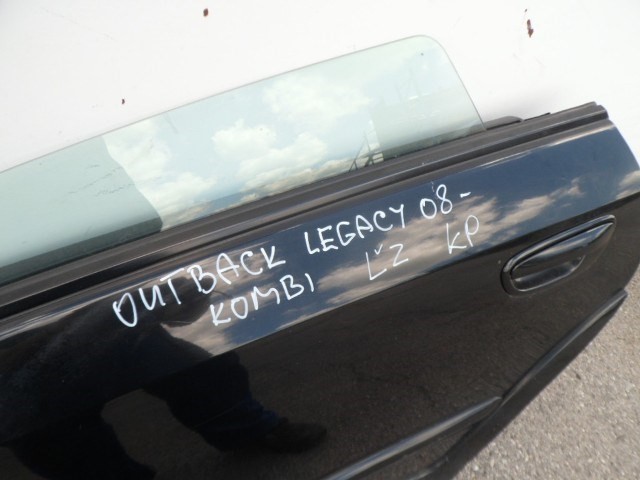 OUTBACK LEGACY 08-
KOMBI LZ KP